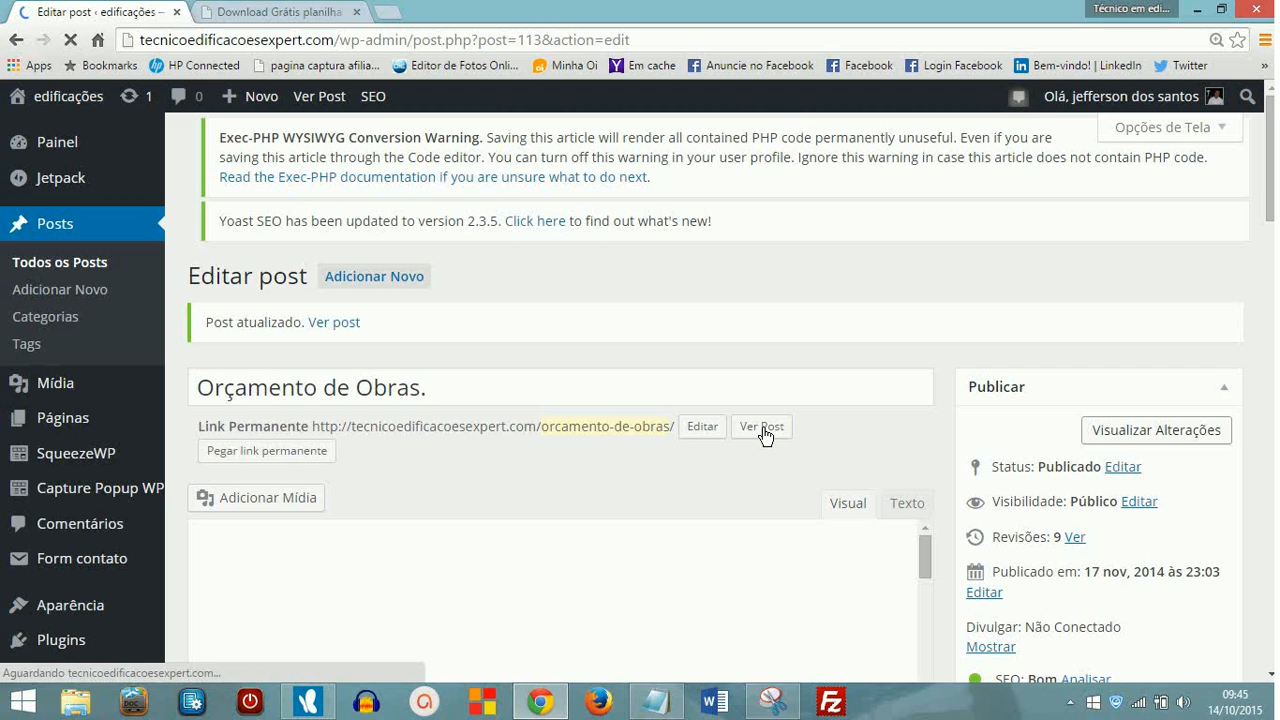 Editar post ‹ edificações —
Download Grátis planilha
Técnico em edi...
tecnicoedificacoesexpert.com/wp-admin/post.php?post=113&action=edit
Apps Bookmarks HP Connected pagina captura afilia... Editor de Fotos Onl... Minha Oi Em cache Anuncie no Facebook Facebook Login Facebook Bem-vindo! | LinkedIn Twitter »
edificações 1 0 Novo Ver Post SEO Olá, jefferson dos santos
Opções de Tela
Painel
Jetpack
Posts
Todos os Posts
Adicionar Novo
Categorias
Tags
Mídia
Páginas
SqueezeWP
Capture Popup WP
Comentários
Form contato
Aparência
Plugins
Exec-PHP WYSIWYG Conversion Warning. Saving this article will render all contained PHP code permanently unuseful. Even if you are
saving this article through the Code editor. You can turn off this warning in your user profile. Ignore this warning in case this article does not contain PHP code.
Read the Exec-PHP documentation if you are unsure what to do next.
Yoast SEO has been updated to version 2.3.5. Click here to find out what's new!
Editar post Adicionar Novo
Post atualizado. Ver post
Orçamento de Obras.
Link Permanente http://tecnicoedificacoesexpert.com/orcamento-de-obras/ Editar Ver Post
Pegar link permanente
Adicionar Mídia
Visual Texto
Publicar
Visualizar Alterações
Status: Publicado Editar
Visibilidade: Público Editar
Revisões: 9 Ver
Publicado em: 17 nov, 2014 às 23:03
Editar
Divulgar: Não Conectado
Mostrar
SEO: Bom Analisar
Aguardando tecnicoedificacoesexpert.com...
09:45
14/10/2015